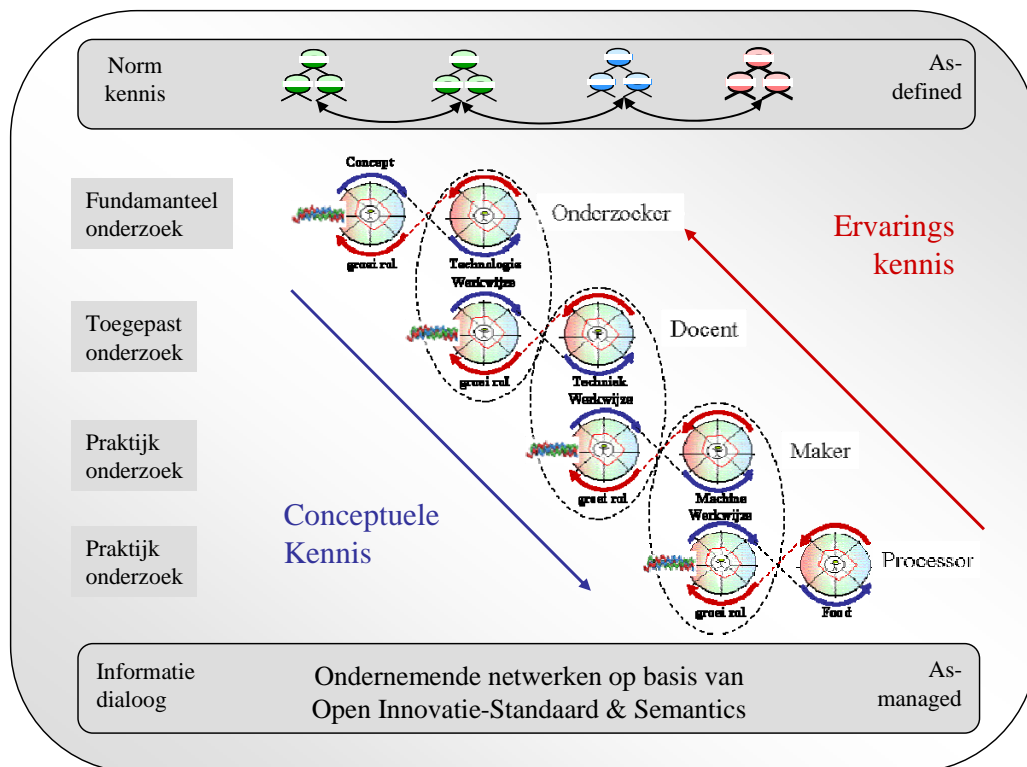 Norm
kennis
As-
defined
Concept
Fundamanteel
onderzoek
Onderzoeker
Ervarings
kennis
groei rol
Technologie
Werkwijze
Toegepast
onderzoek
Docent
groei rol
Techniek
Werkwijze
Praktijk
onderzoek
Maker
groei rol
Machine
Werkwijze
Conceptuele
Kennis
Praktijk
onderzoek
Processor
groei rol
Food
Informatie
dialoog
Ondernemende netwerken op basis van
Open Innovatie-Standaard & Semantics
As-
managed